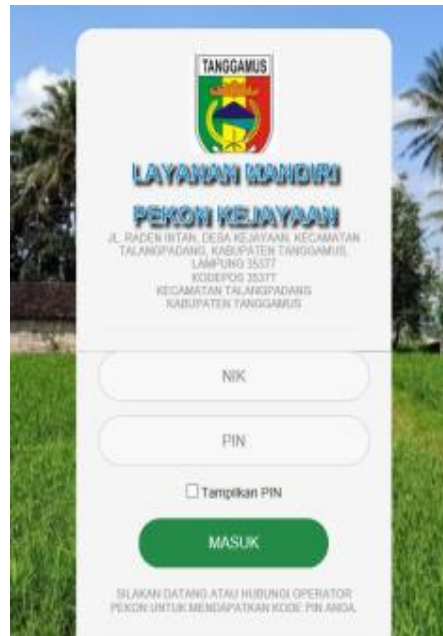 TANGGAMUS
LAYANAN MANDIRI
PEKON KEJAYAAN
JL. RADEN INTAN, DESA KEJAYAAN, KECAMATAN
TALANGPADANG, KABUPATEN TANGGAMUS,
LAMPUNG 35377
KODEPOS 35377
KECAMATAN TALANGPADANG
KABUPATEN TANGGAMUS
NIK
PIN
Tampilkan PIN
MASUK
SILAKAN DATANG ATAU HUBUNGI OPERATOR
PEKON UNTUK MENDAPATKAN KODE PIN ANDA.